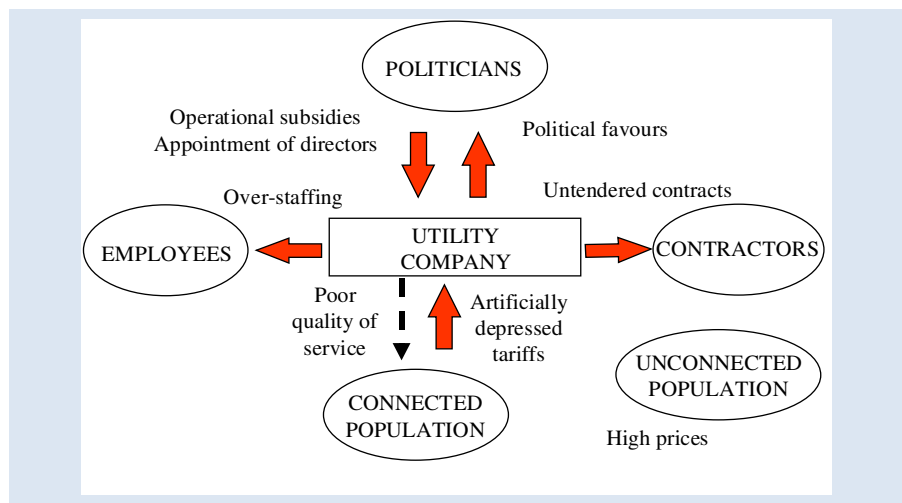 POLITICIANS
Operational subsidies
Appointment of directors
Political favours
Over-staffing
Untendered contracts
EMPLOYEES
UTILITY
COMPANY
CONTRACTORS
Poor
quality of
service
Artificially
depressed
tariffs
UNCONNECTED
POPULATION
CONNECTED
POPULATION
High prices